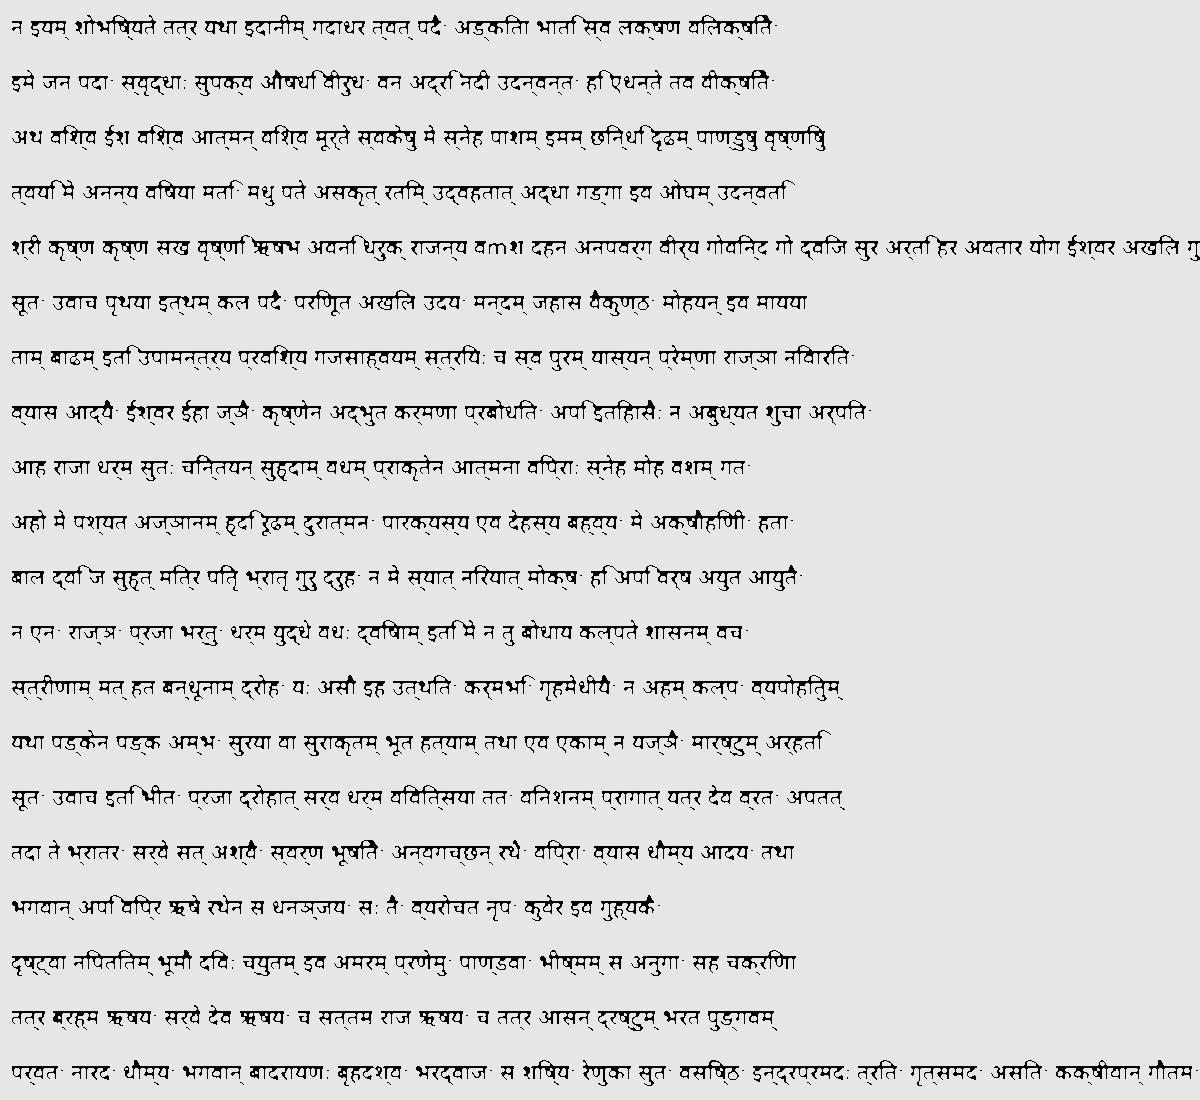 न इयम् शोभिष्यते तत्र यथा इदानीम् गदाधर त्वत् पदैः अङ्किता भाति स्व लक्षण विलक्षितैः
इमे जन पदाः स्वृद्धाः सुपक्व औषधि वीरुधः वन अद्रि नदी उदन्वन्तः हि एधन्ते तव वीक्षितैः
अथ विश्व ईश विश्व आत्मन् विश्व मूर्ते स्वकेषु मे स्नेह पाशम् इमम् छिन्धि दृढम् पाण्डुषु वृष्णिषु
त्वयि मे अनन्य विषया मतिः मधु पते असकृत् रतिम् उद्वहतात् अद्धा गङ्गा इव ओघम् उदन्वति
श्री कृष्ण कृष्ण सख वृष्णि ऋषभ अवनि ध्रुक् राजन्य वmश दहन अनपवर्ग वीर्य गोविन्द गो द्विज सुर अर्ति हर अवतार योग ईश्वर अखिल गु
सूतः उवाच पृथया इत्थम् कल पदैः परिणूत अखिल उदयः मन्दम् जहास वैकुण्ठः मोहयन् इव मायया
ताम् बाढम् इति उपामन्त्र्य प्रविश्य गजसाह्वयम् स्त्रियः च स्व पुरम् यास्यन् प्रेम्णा राज्ञा निवारितः
व्यास आद्यैः ईश्वर ईहा ज्ञैः कृष्णेन अद्भुत कर्मणा प्रबोधितः अपि इतिहासैः न अबुध्यत शुचा अर्पितः
आह राजा धर्म सुतः चिन्तयन् सुहृदाम् वधम् प्राकृतेन आत्मना विप्राः स्नेह मोह वशम् गतः
अहो मे पश्यत अज्ञानम् हृदि रूढम् दुरात्मनः पारक्यस्य एव देहस्य बह्व्यः मे अक्षौहिणीः हताः
बाल द्विज सुहृत् मित्र पितृ भ्रातृ गुरु द्रुहः न मे स्यात् निरयात् मोक्षः हि अपि वर्ष अयुत आयुतैः
न एनः राज्ञः प्रजा भर्तुः धर्म युद्धे वधः द्विषाम् इति मे न तु बोधाय कल्पते शासनम् वचः
स्त्रीणाम् मत् हत बन्धूनाम् द्रोहः यः असौ इह उत्थितः कर्मभिः गृहमेधीयैः न अहम् कल्पः व्यपोहितुम्
यथा पङ्केन पङ्क अम्भः सुरया वा सुराकृतम् भूत हत्याम् तथा एव एकाम् न यज्ञैः मार्ष्टुम् अर्हति
सूतः उवाच इति भीतः प्रजा द्रोहात् सर्व धर्म विवित्सया ततः विनशनम् प्रागात् यत्र देव व्रतः अपतत्
तदा ते भ्रातरः सर्वे सत् अश्वैः स्वर्ण भूषितैः अन्वगच्छन् रथैः विप्राः व्यास धौम्य आदयः तथा
भगवान् अपि विप्र ऋषे रथेन स धनञ्जयः सः तैः व्यरोचत नृपः कुवेर इव गुह्यकैः
दृष्ट्वा निपतितम् भूमौ दिवः च्युतम् इव अमरम् प्रणेमुः पाण्डवाः भीष्मम् स अनुगाः सह चक्रिणा
तत्र ब्रह्म ऋषयः सर्वे देव ऋषयः च सत्तम राज ऋषयः च तत्र आसन् द्रष्टुम् भरत पुङ्गवम्
पर्वतः नारदः धौम्यः भगवान् बादरायणः बृहदश्वः भरद्वाजः स शिष्यः रेणुका सुतः वसिष्ठः इन्द्रप्रमदः त्रितः गृत्समदः असितः कक्षीवान् गौतमः